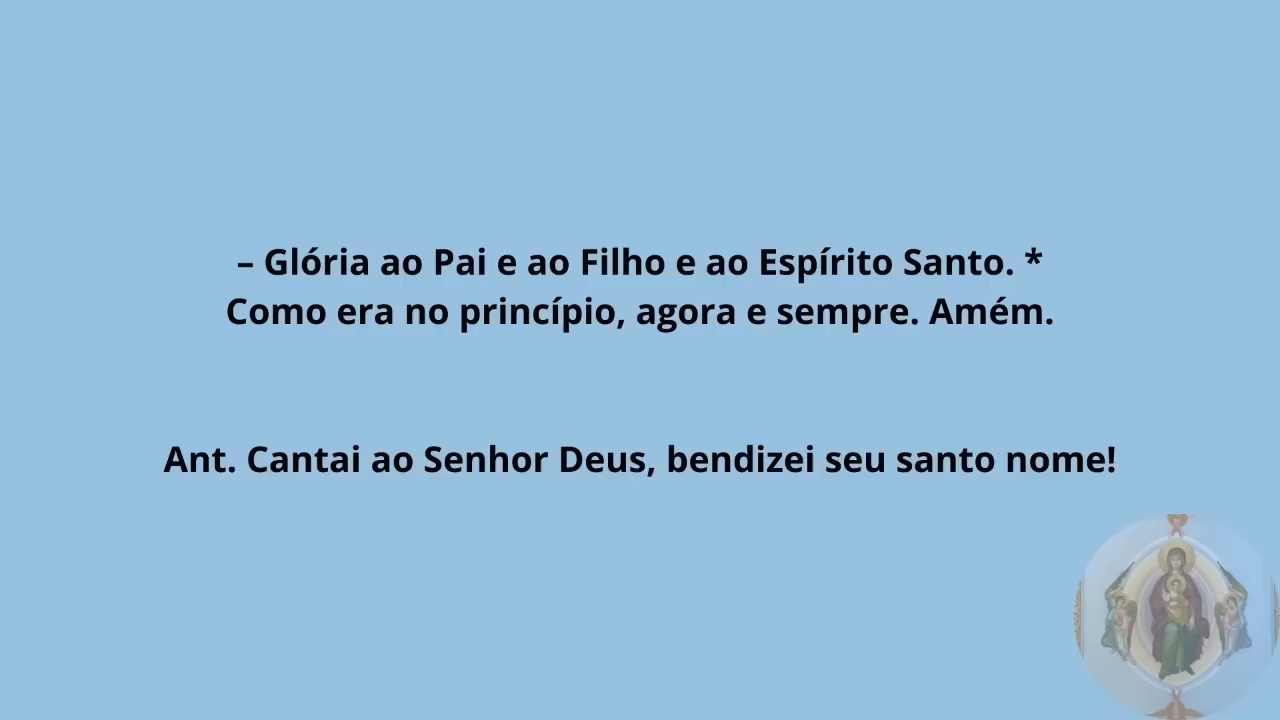 – Glória ao Pai e ao Filho e ao Espírito Santo. *
Como era no princípio, agora e sempre. Amém.
Ant. Cantai ao Senhor Deus, bendizei seu santo nome!